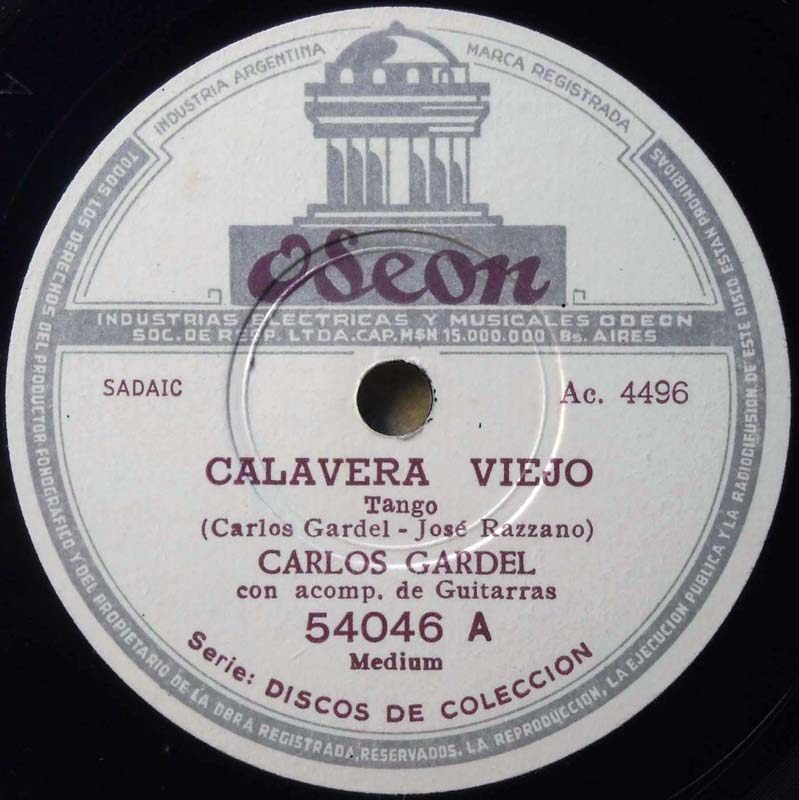 INDUSTRIA ARGENTINA
MARCA REGISTRADA
Odeon
INDUSTRIAS ELECTRICAS Y MUSICALES ODEON
SOC. DE RESP. LTDA. CAP. M$N 15.000.000 Bs. AIRES
SADAIC
Ac. 4496
CALAVERA VIEJO
Tango
(Carlos Gardel - José Razzano)
CARLOS GARDEL
con acomp. de Guitarras
54046 A
Medium
Serie: DISCOS DE COLECCION
TODOS LOS DERECHOS DEL PRODUCTOR FONOGRAFICO Y DEL PROPIETARIO DE LA OBRA REGISTRADA, RESERVADOS. LA REPRODUCCION, LA EJECUCION PUBLICA Y LA RADIODIFUSION DE ESTE DISCO ESTAN PROHIBIDAS